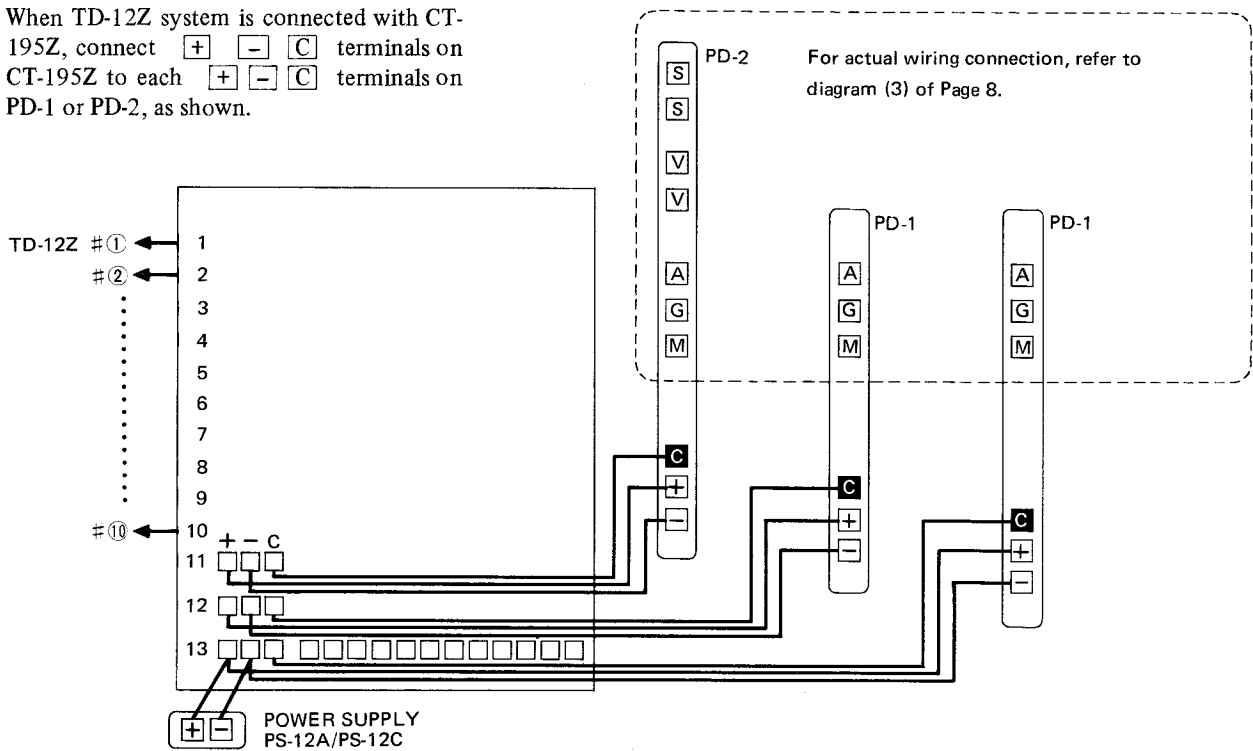 When TD-12Z system is connected with CT-
195Z, connect + − C terminals on
CT-195Z to each + − C terminals on
PD-1 or PD-2, as shown.
PD-2
For actual wiring connection, refer to
diagram (3) of Page 8.
S
S
V
V
A
G
M
C
+
−
PD-1
A
G
M
C
+
−
PD-1
A
G
M
C
+
−
TD-12Z #① 1
#② 2
3
4
5
6
7
8
9
#⑩ 10
+ − C
11
12
13
+ −
POWER SUPPLY
PS-12A/PS-12C